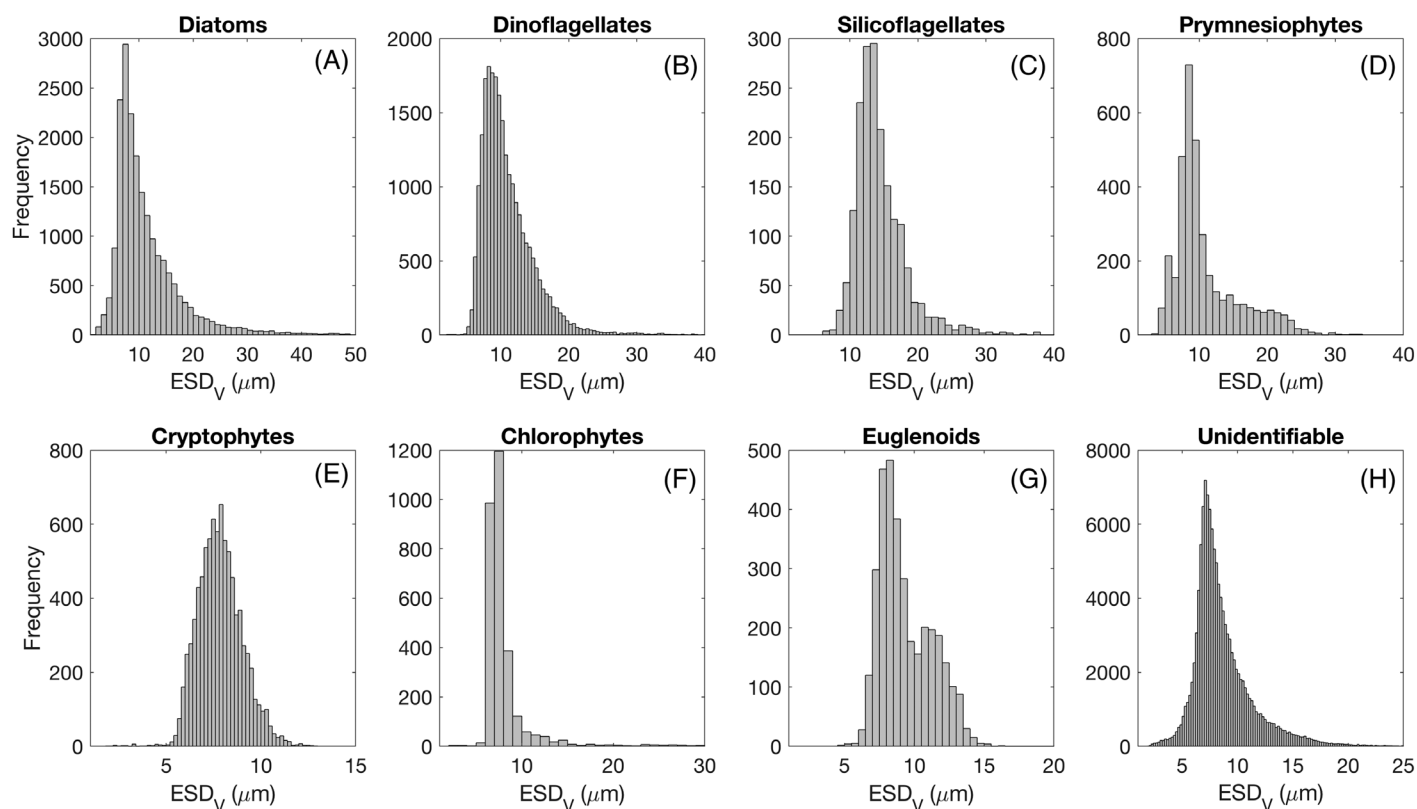 Diatoms
(A)
3000
2500
2000
1500
1000
500
0
Frequency
10 20 30 40 50
ESD_V (μm)
Dinoflagellates
(B)
2000
1500
1000
500
0
10 20 30 40
ESD_V (μm)
Silicoflagellates
(C)
300
250
200
150
100
50
0
10 20 30 40
ESD_V (μm)
Prymnesiophytes
(D)
800
600
400
200
0
10 20 30 40
ESD_V (μm)
Cryptophytes
(E)
800
600
400
200
0
Frequency
5 10 15
ESD_V (μm)
Chlorophytes
(F)
1200
1000
800
600
400
200
0
10 20 30
ESD_V (μm)
Euglenoids
(G)
500
400
300
200
100
0
5 10 15 20
ESD_V (μm)
Unidentifiable
(H)
8000
6000
4000
2000
0
5 10 15 20 25
ESD_V (μm)